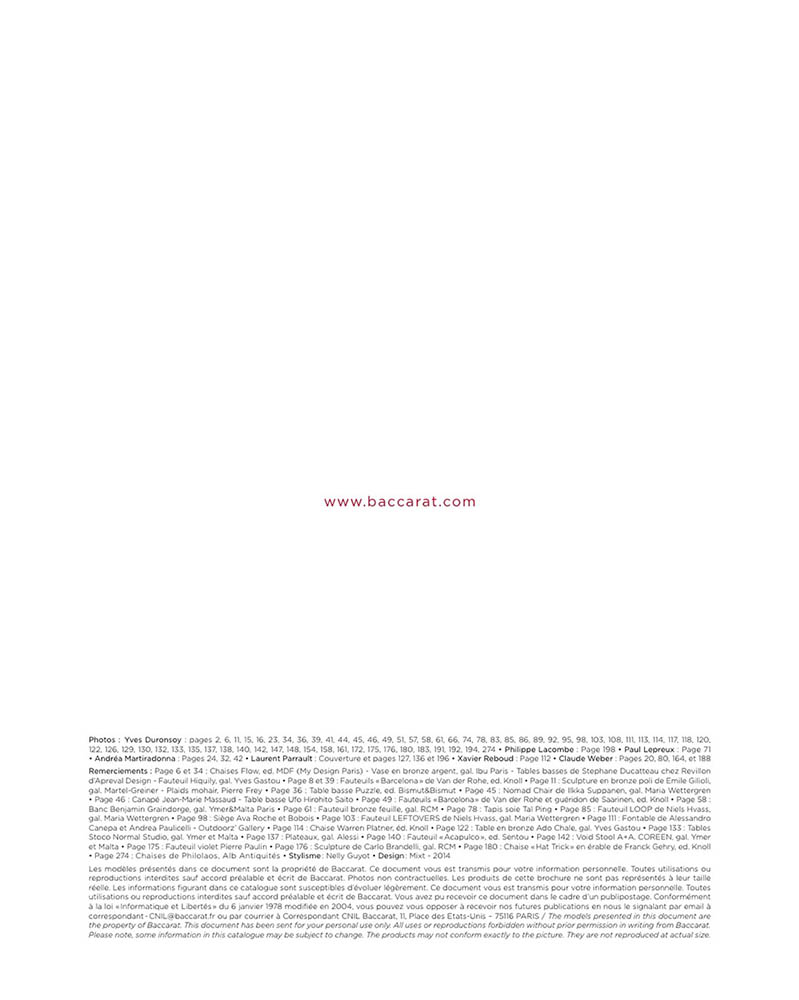 www.baccarat.com
Photos : Yves Duronsoy : pages 2, 6, 11, 15, 16, 23, 34, 36, 39, 41, 44, 45, 46, 49, 51, 57, 58, 61, 66, 74, 78, 83, 85, 86, 89, 92, 95, 98, 103, 108, 111, 113, 114, 117, 118, 120,
122, 126, 129, 130, 132, 133, 135, 137, 138, 140, 142, 147, 148, 154, 158, 161, 172, 175, 176, 180, 183, 191, 192, 194, 274 • Philippe Lacombe : Page 198 • Paul Lepreux : Page 71
• Andréa Martiradonna : Pages 24, 32, 42 • Laurent Parrault : Couverture et pages 127, 136 et 196 • Xavier Reboud : Page 112 • Claude Weber : Pages 20, 80, 164, et 188
Remerciements : Page 6 et 34 : Chaises Flow, ed. MDF (My Design Paris) - Vase en bronze argent, gal. Ibu Paris - Tables basses de Stephane Ducatteau chez Revillon
d'Apreval Design - Fauteuil Hiquily, gal. Yves Gastou • Page 8 et 39 : Fauteuils «Barcelona» de Van der Rohe, ed. Knoll • Page 11 : Sculpture en bronze poli de Emile Gilioli,
gal. Martel-Greiner - Plaids mohair, Pierre Frey • Page 36 : Table basse Puzzle, ed. Bismut&Bismut • Page 45 : Nomad Chair de Ilkka Suppanen, gal. Maria Wettergren
• Page 46 : Canapé Jean-Marie Massaud - Table basse Ufo Hirohito Saito • Page 49 : Fauteuils «Barcelona» de Van der Rohe et guéridon de Saarinen, ed. Knoll • Page 58 :
Banc Benjamin Graindorge, gal. Ymer&Malta Paris • Page 61 : Fauteuil bronze feuille, gal. RCM • Page 78 : Tapis soie Taï Ping • Page 85 : Fauteuil LOOP de Niels Hvass,
gal. Maria Wettergren • Page 98 : Siège Ava Roche et Bobois • Page 103 : Fauteuil LEFTOVERS de Niels Hvass, gal. Maria Wettergren • Page 111 : Fontable de Alessandro
Canepa et Andrea Paulicelli - Outdoorz' Gallery • Page 114 : Chaise Warren Platner, éd. Knoll • Page 122 : Table en bronze Ado Chale, gal. Yves Gastou • Page 133 : Tables
Stoco Normal Studio, gal. Ymer et Malta • Page 137 : Plateaux, gal. Alessi • Page 140 : Fauteuil «Acapulco», ed. Sentou • Page 142 : Void Stool A+A, COREEN, gal. Ymer
et Malta • Page 175 : Fauteuil violet Pierre Paulin • Page 176 : Sculpture de Carlo Brandelli, gal. RCM • Page 180 : Chaise «Hat Trick» en érable de Franck Gehry, ed. Knoll
• Page 274 : Chaises de Philolaos, Alb Antiquités • Stylisme : Nelly Guyot • Design : Mixt - 2014
Les modèles présentés dans ce document sont la propriété de Baccarat. Ce document vous est transmis pour votre information personnelle. Toutes utilisations ou
reproductions interdites sauf accord préalable et écrit de Baccarat. Photos non contractuelles. Les produits de cette brochure ne sont pas représentés à leur taille
réelle. Les informations figurant dans ce catalogue sont susceptibles d'évoluer légèrement. Ce document vous est transmis pour votre information personnelle. Toutes
utilisations ou reproductions interdites sauf accord préalable et écrit de Baccarat. Vous avez pu recevoir ce document dans le cadre d'un publipostage. Conformément
à la loi «Informatique et Libertés» du 6 janvier 1978 modifiée en 2004, vous pouvez vous opposer à recevoir nos futures publications en nous le signalant par email à
correspondant-CNIL@baccarat.fr ou par courrier à Correspondant CNIL Baccarat, 11, Place des Etats-Unis - 75116 PARIS / The models presented in this document are
the property of Baccarat. This document has been sent for your personal use only. All uses or reproductions forbidden without prior permission in writing from Baccarat.
Please note, some information in this catalogue may be subject to change. The products may not conform exactly to the picture. They are not reproduced at actual size.